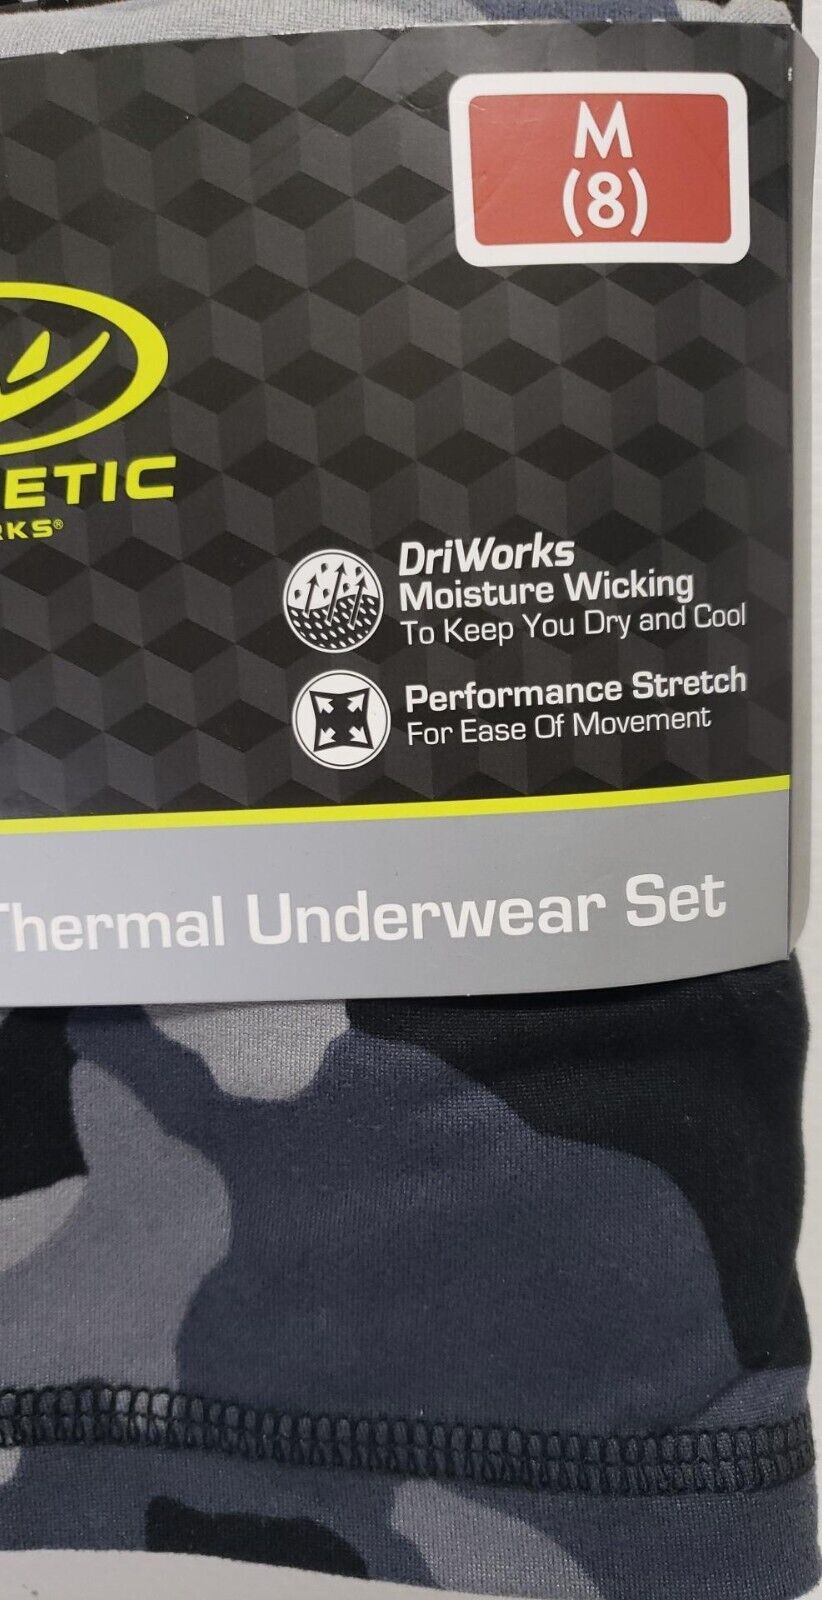 M
(8)
ETIC
RKS®
DriWorks
Moisture Wicking
To Keep You Dry and Cool
Performance Stretch
For Ease Of Movement
Thermal Underwear Set